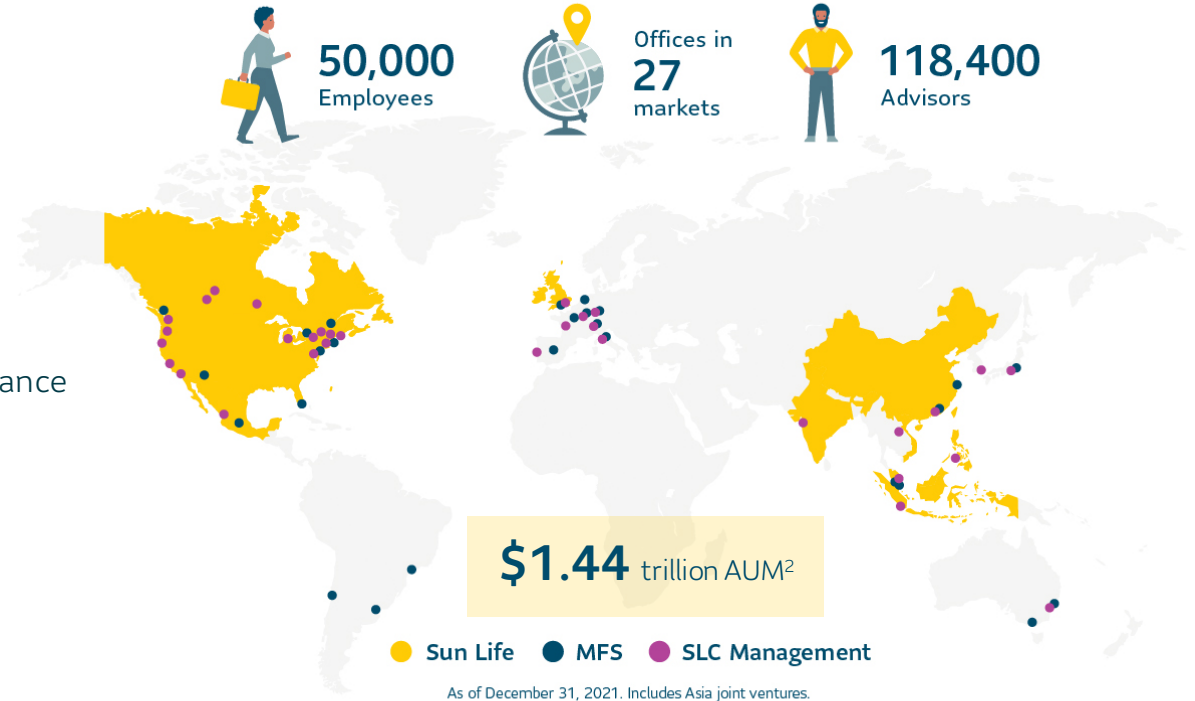 50,000
Employees
Offices in
27
markets
118,400
Advisors
ance
$1.44 trillion AUM2
Sun Life MFS SLC Management
As of December 31, 2021. Includes Asia joint ventures.